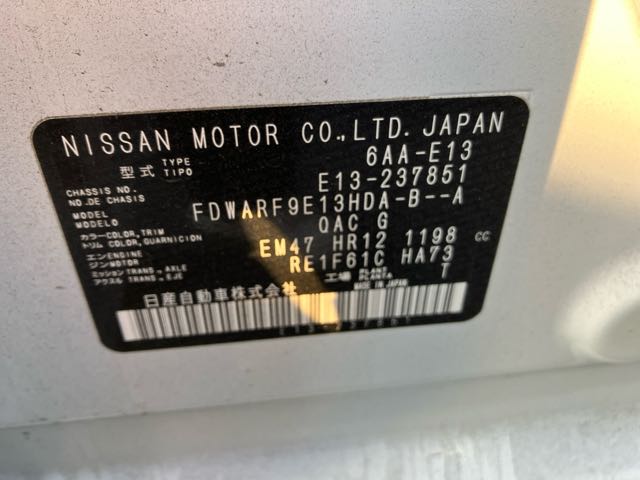 NISSAN MOTOR CO.,LTD. JAPAN
型式 TYPE TIPO 6AA-E13
CHASSIS NO. NO.DE CHASSIS E13-237851
MODEL MODELO FDWARF9E13HDA-B--A
カラー COLOR, TRIM トリム COLOR, GUARNICION QAC G
エンジン ENGINE MOTOR EM47 HR12 1198 cc
ミッション TRANS., AXLE アクスル TRANS., EJE RE1F61C HA73
工場 PLANT PLANTA T
日産自動車株式会社 MADE IN JAPAN
E13-237851